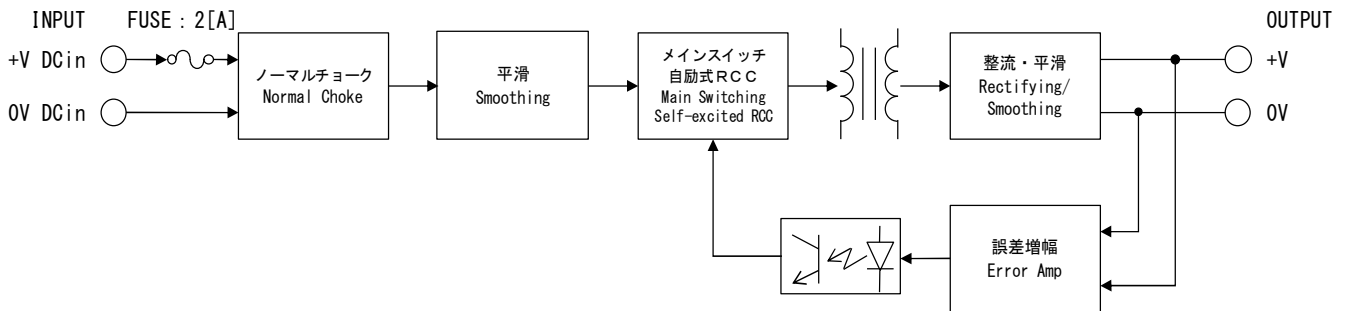 INPUT
FUSE : 2[A]
OUTPUT
+V DCin
0V DCin
ノーマルチョーク
Normal Choke
平滑
Smoothing
メインスイッチ
自励式RCC
Main Switching
Self-excited RCC
整流・平滑
Rectifying/
Smoothing
+V
0V
誤差増幅
Error Amp